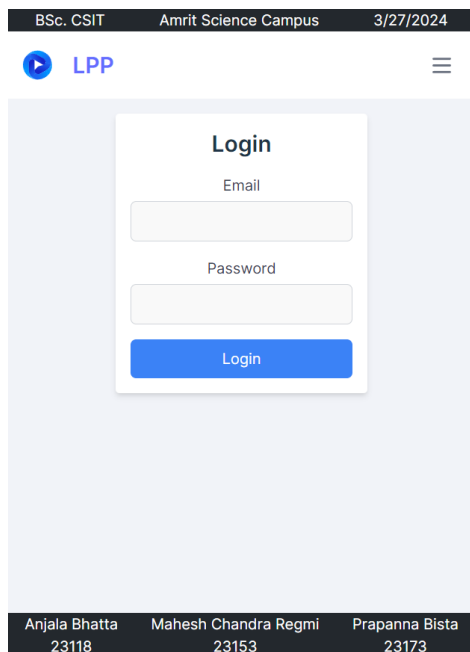 BSc. CSIT Amrit Science Campus 3/27/2024
LPP
Login
Email
Password
Login
Anjala Bhatta Mahesh Chandra Regmi Prapanna Bista
23118 23153 23173